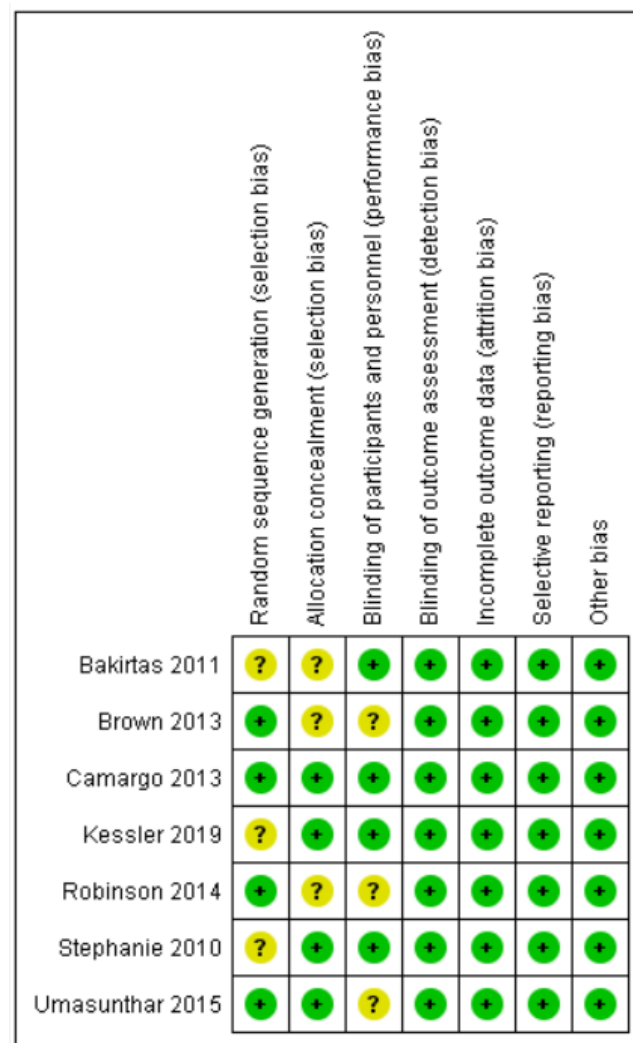 Random sequence generation (selection bias)
Allocation concealment (selection bias)
Blinding of participants and personnel (performance bias)
Blinding of outcome assessment (detection bias)
Incomplete outcome data (attrition bias)
Selective reporting (reporting bias)
Other bias
Bakirtas 2011 ? ? + + + + +
Brown 2013 + ? ? + + + +
Camargo 2013 + + + + + + +
Kessler 2019 ? + + + + + +
Robinson 2014 + ? ? + + + +
Stephanie 2010 ? + + + + + +
Umasunthar 2015 + + ? + + + +